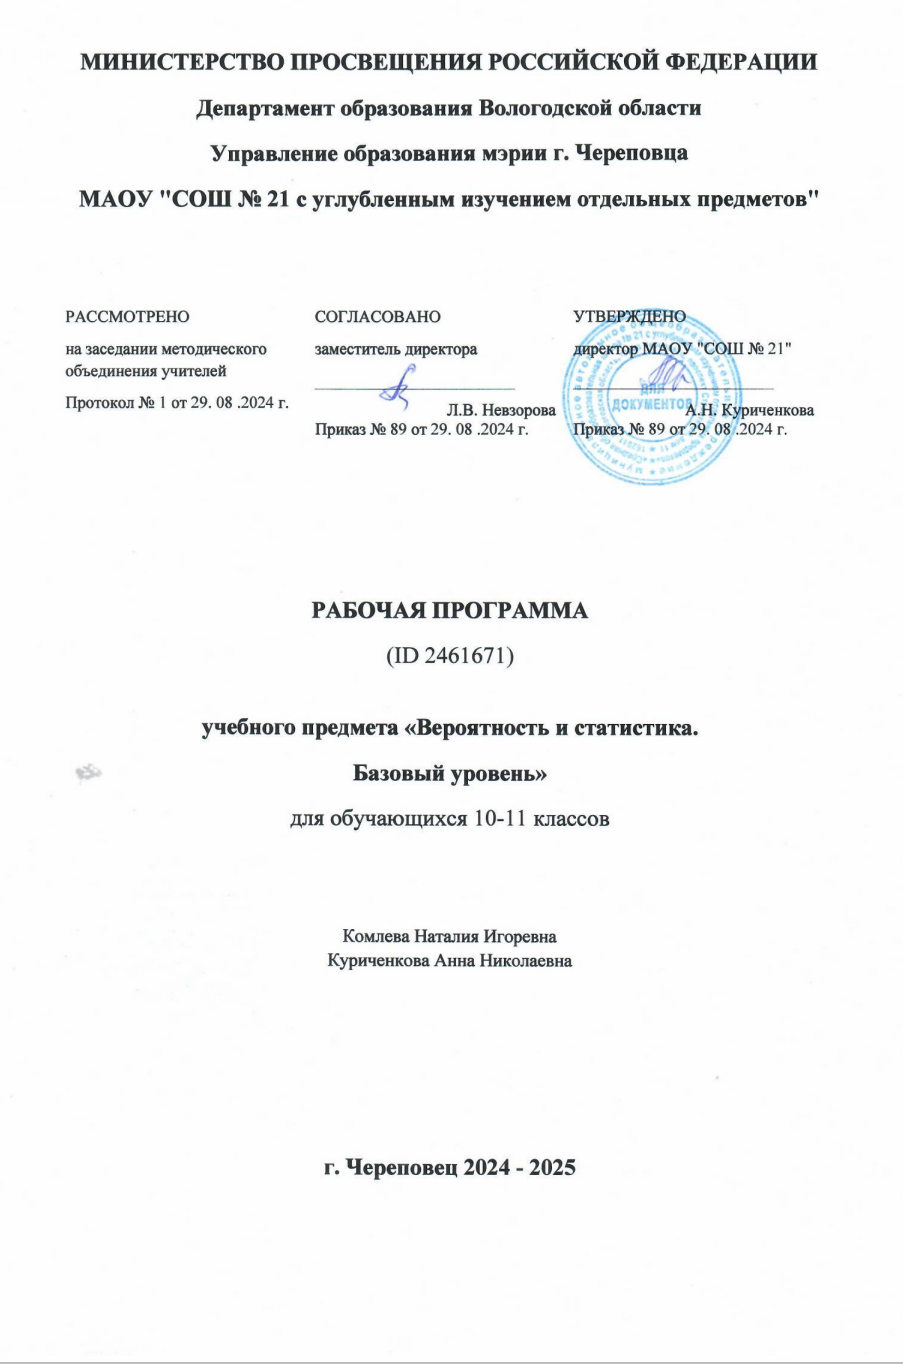 МИНИСТЕРСТВО ПРОСВЕЩЕНИЯ РОССИЙСКОЙ ФЕДЕРАЦИИ
Департамент образования Вологодской области
Управление образования мэрии г. Череповца
МАОУ "СОШ № 21 с углубленным изучением отдельных предметов"
РАССМОТРЕНО
на заседании методического
объединения учителей
Протокол № 1 от 29. 08 .2024 г.
СОГЛАСОВАНО
заместитель директора
Л.В. Невзорова
Приказ № 89 от 29. 08 .2024 г.
УТВЕРЖДЕНО
директор МАОУ "СОШ № 21"
ДЛЯ
ДОКУМЕНТОВ
А.Н. Куриченкова
Приказ № 89 от 29. 08 .2024 г.
РАБОЧАЯ ПРОГРАММА
(ID 2461671)
учебного предмета «Вероятность и статистика.
Базовый уровень»
для обучающихся 10-11 классов
Комлева Наталия Игоревна
Куриченкова Анна Николаевна
г. Череповец 2024 - 2025